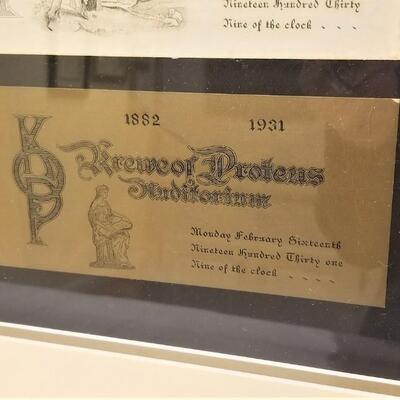 Nineteen Hundred Thirty
Nine of the clock . . .
1882 1931
Krewe of Proteus
Auditorium
Monday February Sixteenth
Nineteen Hundred Thirty one
Nine of the clock . . . .